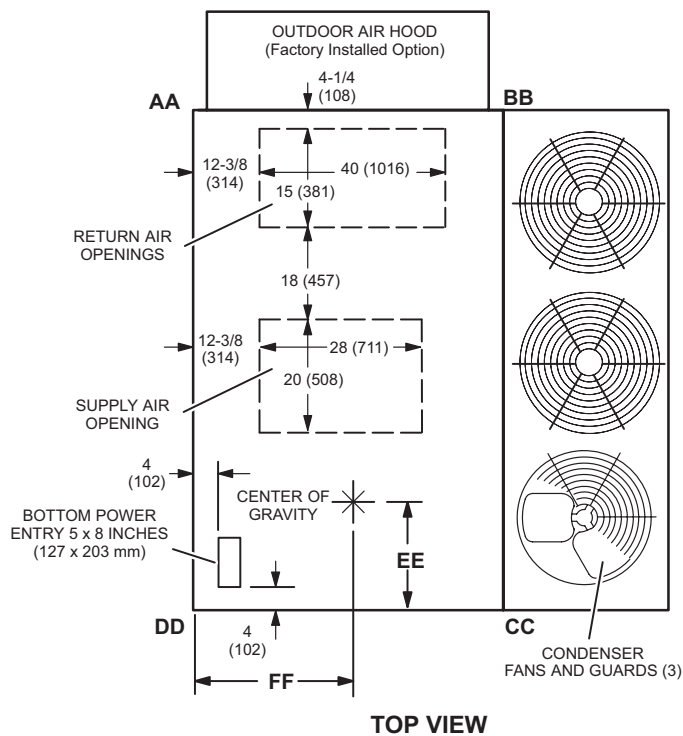 OUTDOOR AIR HOOD
(Factory Installed Option)
4-1/4
(108)
AA
BB
12-3/8
(314)
40 (1016)
15 (381)
RETURN AIR
OPENINGS
18 (457)
12-3/8
(314)
28 (711)
20 (508)
SUPPLY AIR
OPENING
4
(102)
CENTER OF
GRAVITY
BOTTOM POWER
ENTRY 5 x 8 INCHES
(127 x 203 mm)
EE
DD
4
(102)
CC
FF
CONDENSER
FANS AND GUARDS (3)
TOP VIEW